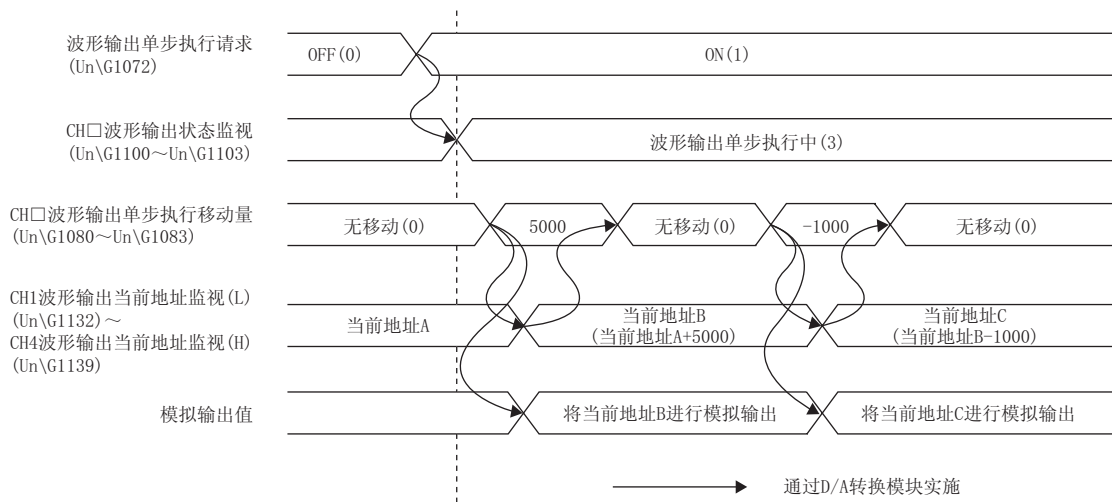 波形输出单步执行请求
(Un\G1072)
OFF(0)
ON(1)
CH□波形输出状态监视
(Un\G1100～Un\G1103)
波形输出单步执行中(3)
CH□波形输出单步执行移动量
(Un\G1080～Un\G1083)
无移动(0)
5000
无移动(0)
-1000
无移动(0)
CH1波形输出当前地址监视(L)
(Un\G1132)～
CH4波形输出当前地址监视(H)
(Un\G1139)
当前地址A
当前地址B
(当前地址A+5000)
当前地址C
(当前地址B-1000)
模拟输出值
将当前地址B进行模拟输出
将当前地址C进行模拟输出
通过D/A转换模块实施